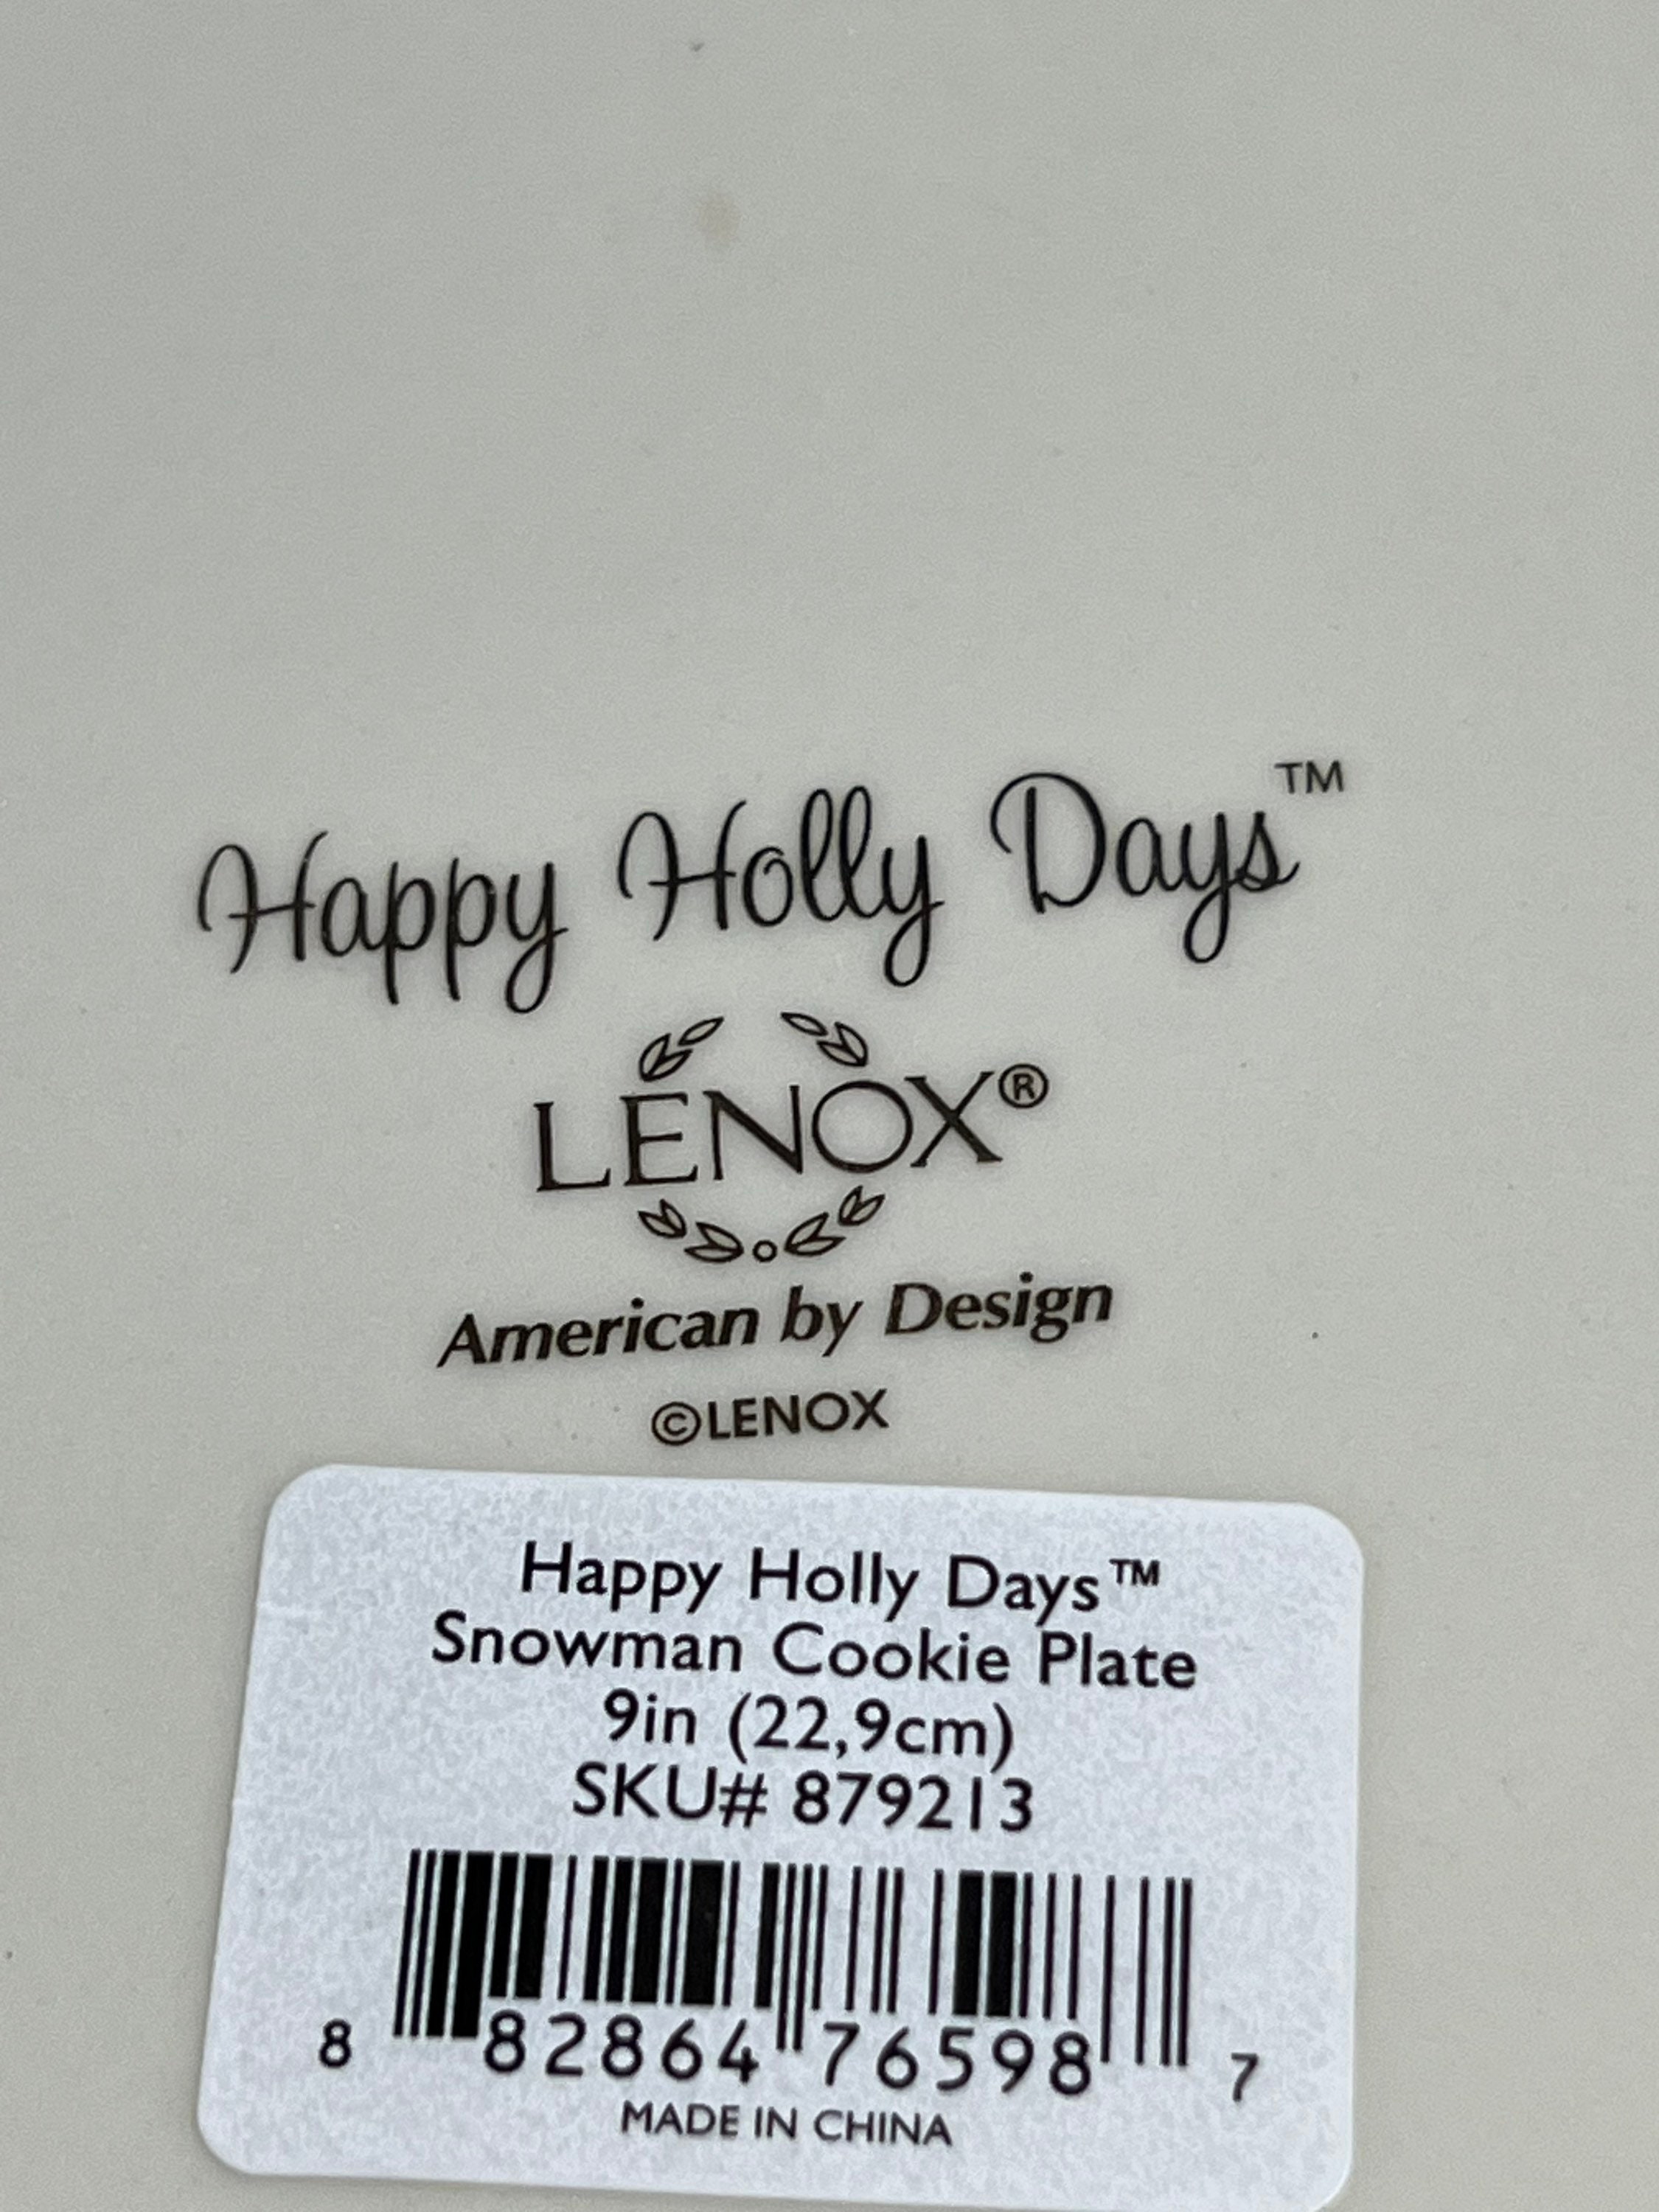 Happy Holly Days™
LENOX®
American by Design
©LENOX
Happy Holly Days™
Snowman Cookie Plate
9in (22,9cm)
SKU# 879213
8 82864 76598 7
MADE IN CHINA